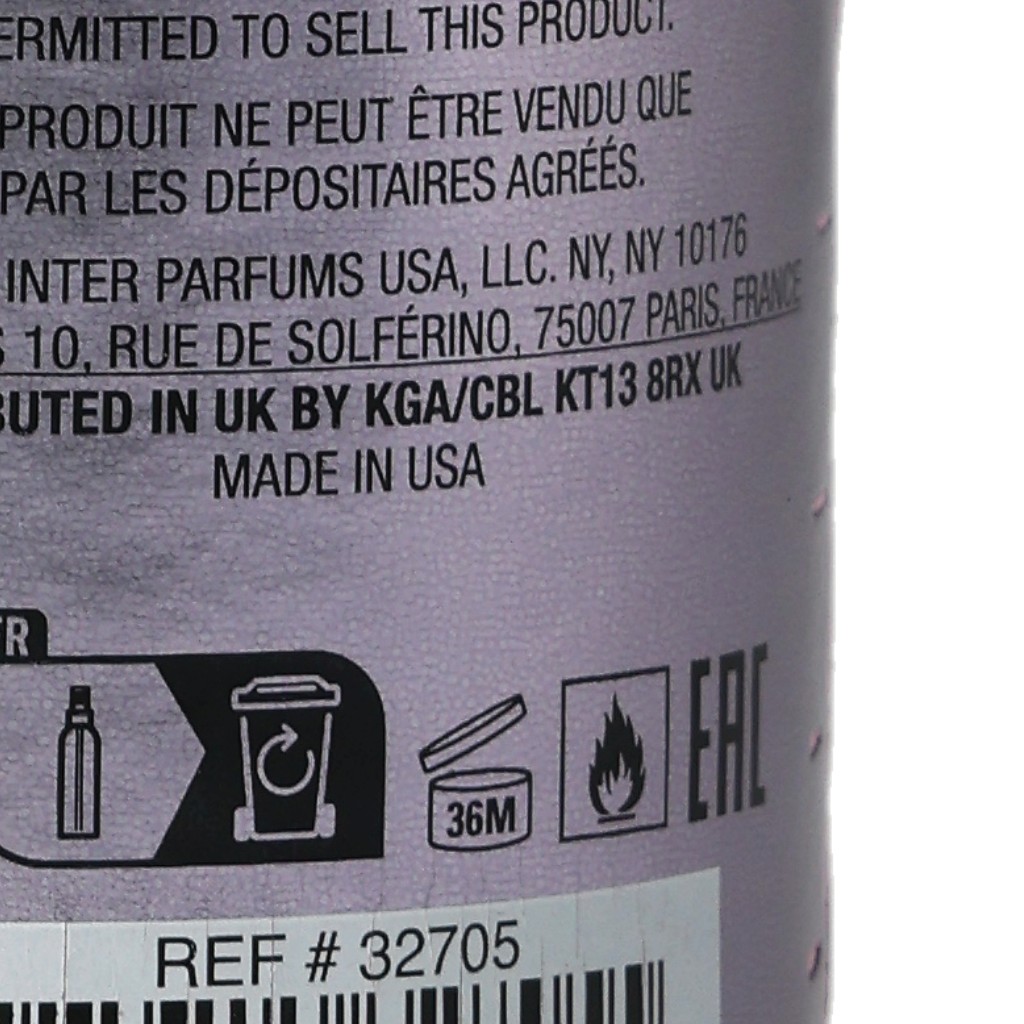 ERMITTED TO SELL THIS PRODUCT.
PRODUIT NE PEUT ÊTRE VENDU QUE
PAR LES DÉPOSITAIRES AGRÉÉS.
INTER PARFUMS USA, LLC. NY, NY 10176
S 10, RUE DE SOLFÉRINO, 75007 PARIS, FRANCE
BUTED IN UK BY KGA/CBL KT13 8RX UK
MADE IN USA
FR
36M
EAC
REF # 32705